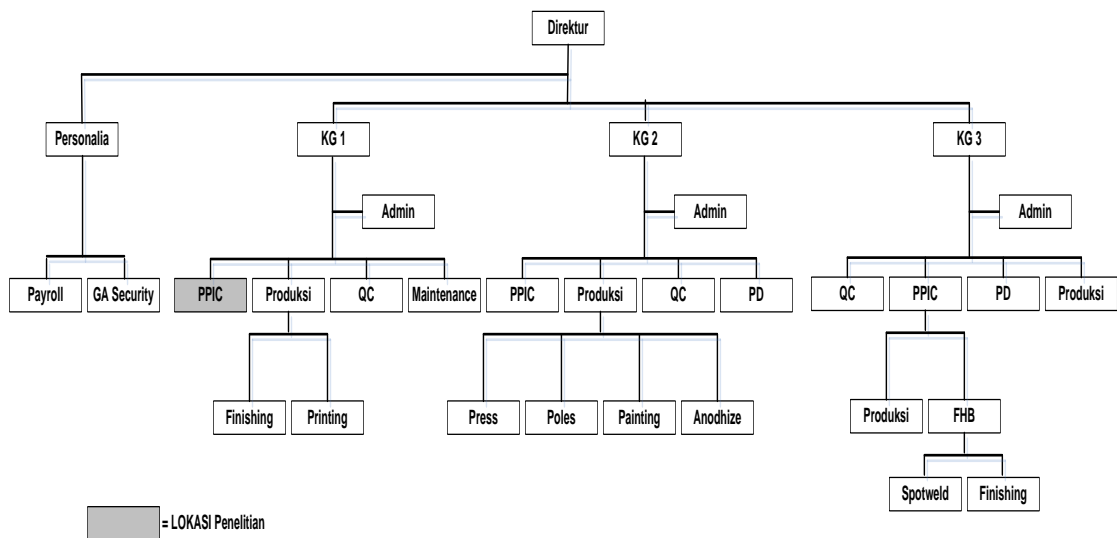 Direktur
Personalia
KG 1
KG 2
KG 3
Admin
Admin
Admin
Payroll
GA Security
PPIC
Produksi
QC
Maintenance
PPIC
Produksi
QC
PD
QC
PPIC
PD
Produksi
Finishing
Printing
Press
Poles
Painting
Anodhize
Produksi
FHB
Spotweld
Finishing
= LOKASI Penelitian